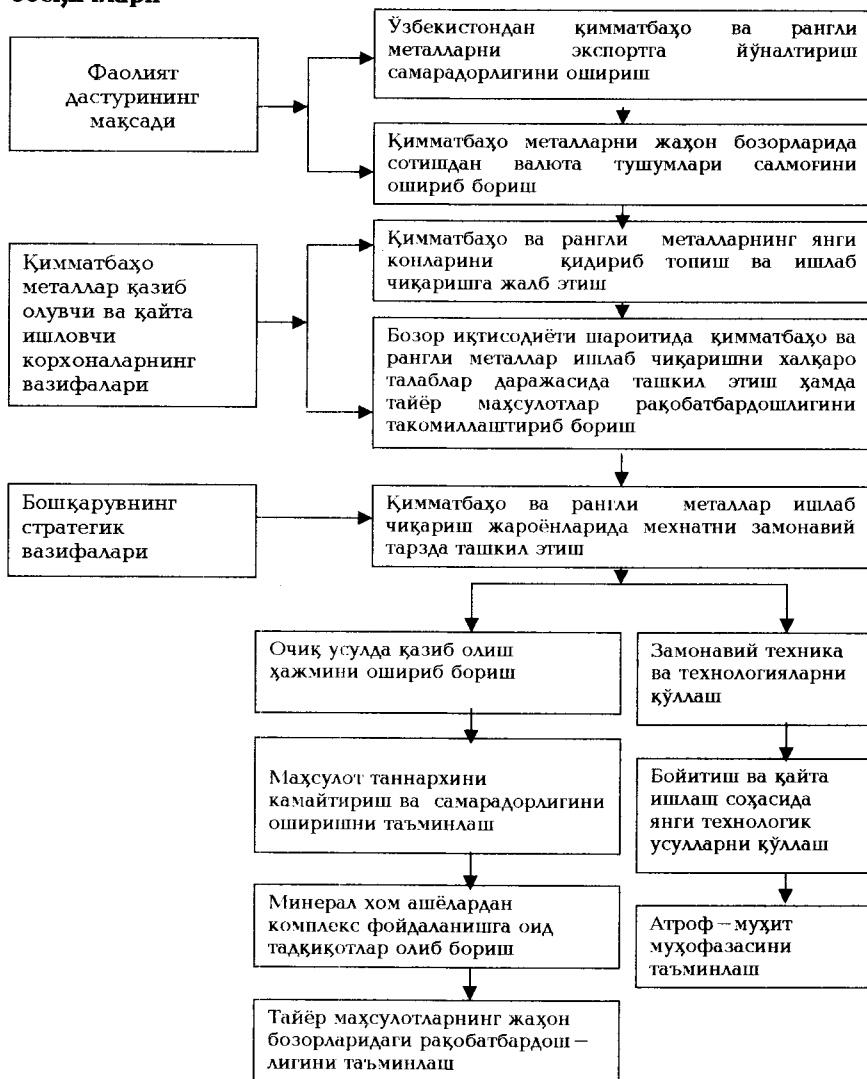 Фаолият
дастурининг
мақсади
Ўзбекистондан қимматбаҳо ва рангли
металларни экспортга йўналтириш
самарадорлигини ошириш
Қимматбаҳо металларни жаҳон бозорларида
сотишдан валюта тушумлари салмоғини
ошириб бориш
Қимматбаҳо
металлар қазиб
олувчи ва қайта
ишловчи
корхоналарнинг
вазифалари
Қимматбаҳо ва рангли металларнинг янги
конларини қидириб топиш ва ишлаб
чиқаришга жалб этиш
Бозор иқтисодиёти шароитида қимматбаҳо ва
рангли металлар ишлаб чиқаришни халқаро
талаблар даражасида ташкил этиш ҳамда
тайёр маҳсулотлар рақобатбардошлигини
такомиллаштириб бориш
Бошқарувнинг
стратегик
вазифалари
Қимматбаҳо ва рангли металлар ишлаб
чиқариш жароёнларида мехнатни замонавий
тарзда ташкил этиш
Очиқ усулда қазиб олиш
ҳажмини ошириб бориш
Маҳсулот таннархини
камайтириш ва самарадорлигини
оширишни таъминлаш
Минерал хом ашёлардан
комплекс фойдаланишга оид
тадқиқотлар олиб бориш
Тайёр маҳсулотларнинг жаҳон
бозорларидаги рақобатбардош –
лигини таъминлаш
Замонавий техника
ва технологияларни
қўллаш
Бойитиш ва қайта
ишлаш соҳасида
янги технологик
усулларни қўллаш
Атроф – муҳит
муҳофазасини
таъминлаш